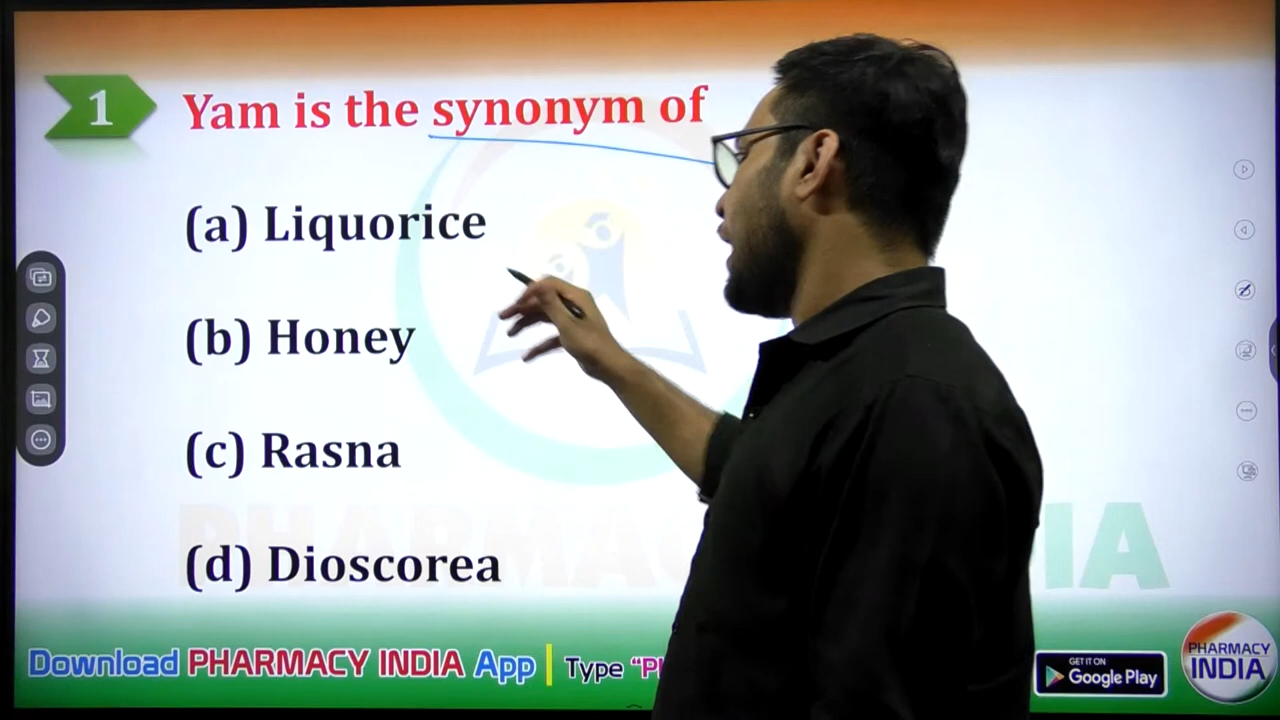 1
Yam is the synonym of
(a) Liquorice
(b) Honey
(c) Rasna
(d) Dioscorea
Download PHARMACY INDIA App | Type
GET IT ON
Google Play
PHARMACY
INDIA